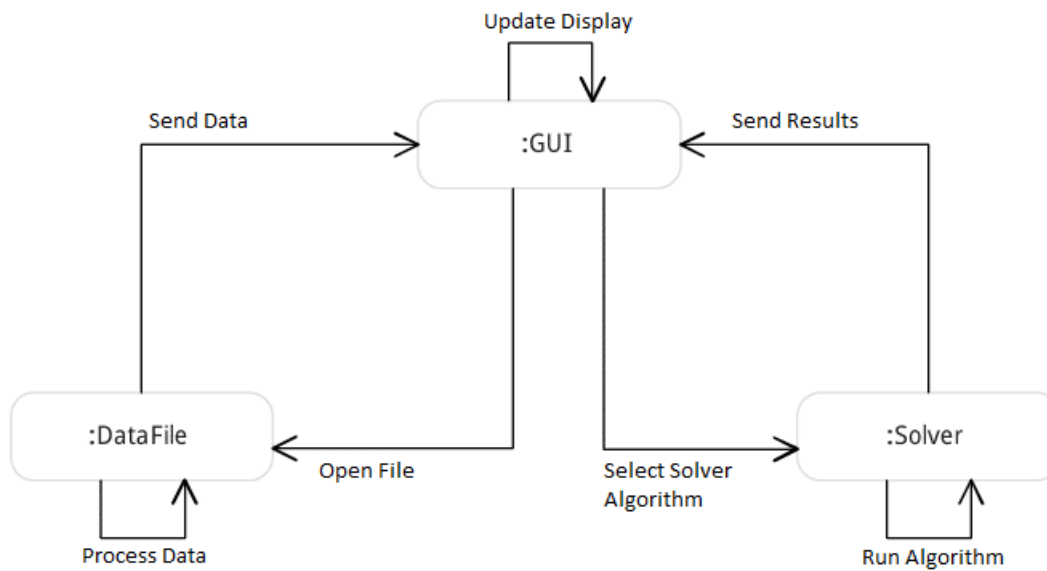 Update Display
Send Data
Send Results
:GUI
:DataFile
:Solver
Open File
Select Solver
Algorithm
Process Data
Run Algorithm